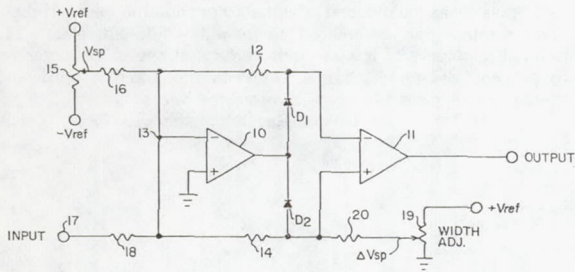 +Vref
Vsp
15
16
12
-Vref
13
10
D1
11
OUTPUT
D2
INPUT
17
18
14
20
19
+Vref
WIDTH
ADJ.
ΔVsp
-
+
-
+